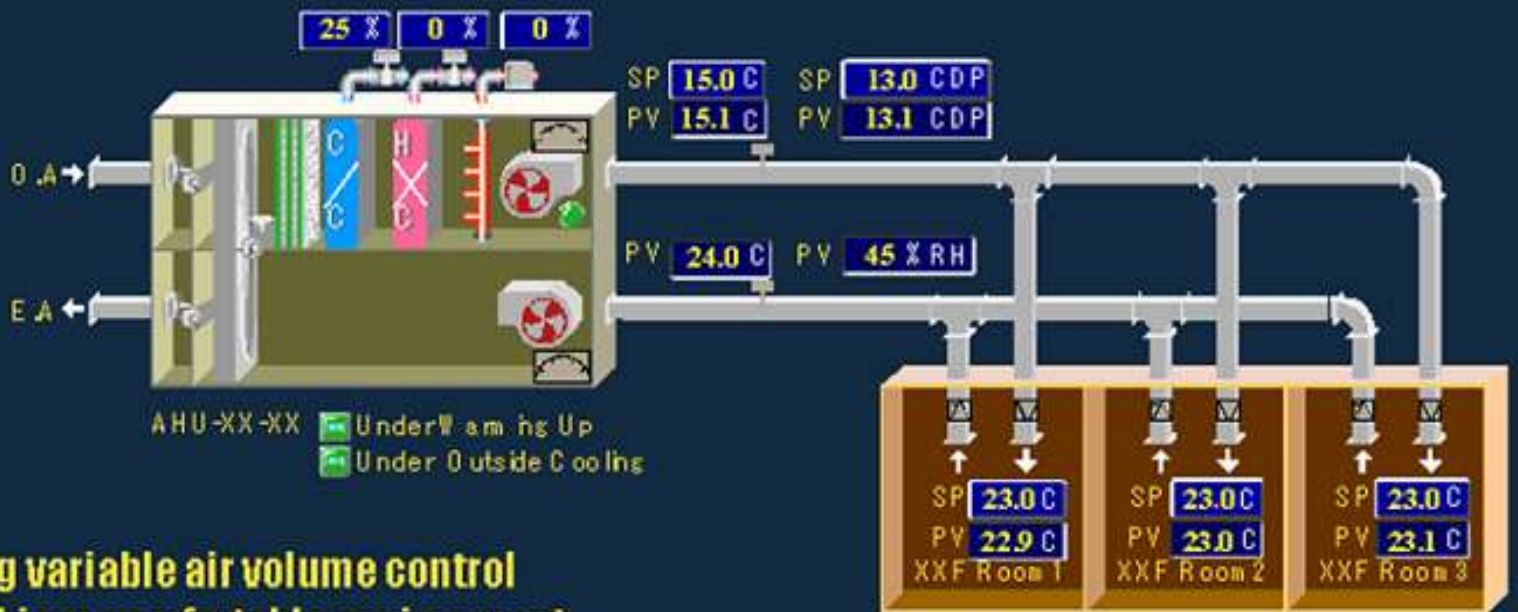 25 % 0 % 0 %
SP 15.0 C SP 13.0 CDP
PV 15.1 C PV 13.1 CDP
O.A
C
C
H
C
PV 24.0 C PV 45 % RH
E.A
AHU-XX-XX Under Waming Up
Under Outside Cooling
SP 23.0 C SP 23.0 C SP 23.0 C
PV 22.9 C PV 23.0 C PV 23.1 C
XXF Room 1 XXF Room 2 XXF Room 3
g variable air volume control